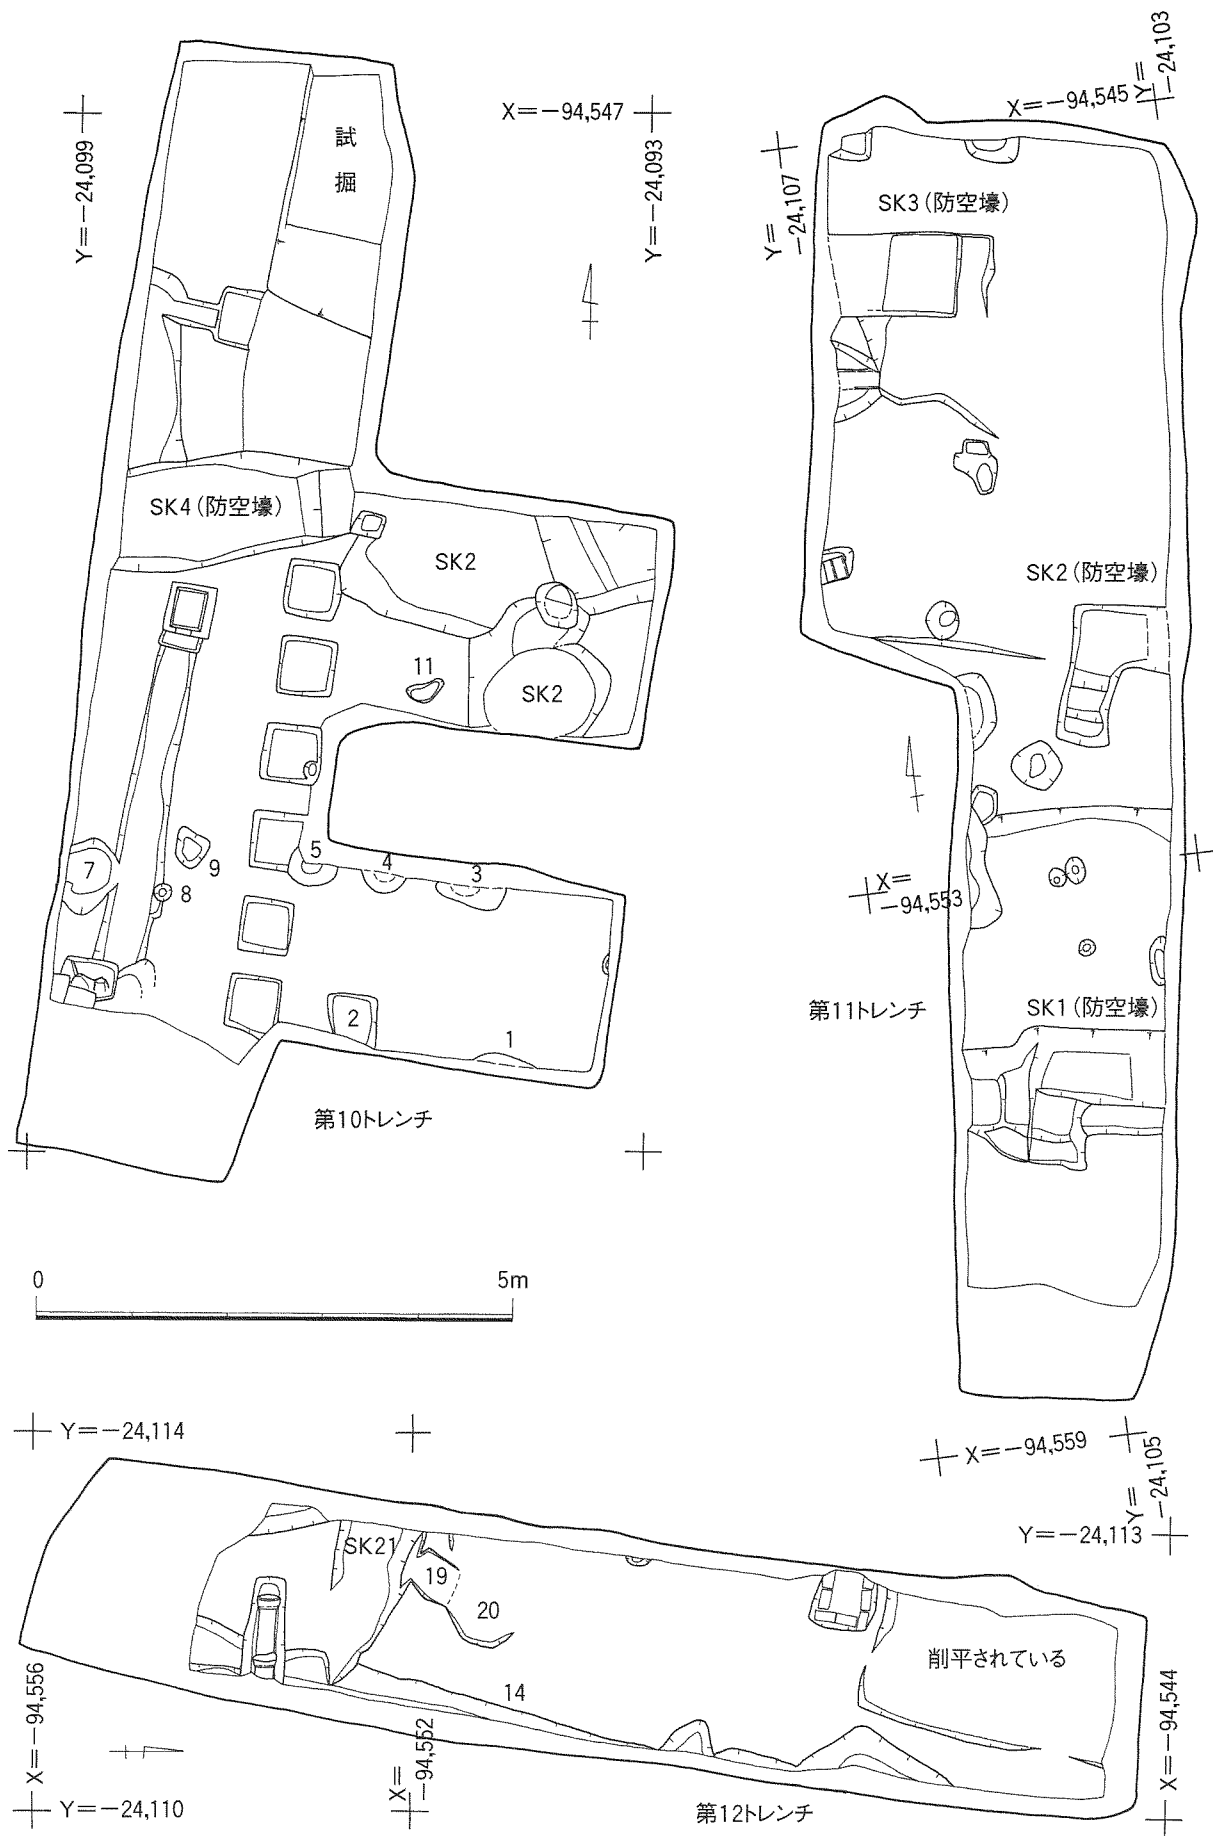 Y=-24,099
X=-94,547
Y=-24,093
試
掘
SK4(防空壕)
SK2
11
SK2
7
9
8
5
4
3
2
1
第10トレンチ
X=-94,545
Y=
-24,103
Y=
-24,107
SK3(防空壕)
SK2(防空壕)
X=
-94,553
第11トレンチ
SK1(防空壕)
X=-94,559
Y=
-24,105
0
5m
Y=-24,114
Y=-24,113
SK21
19
20
14
削平されている
X=-94,556
X=
-94,552
X=-94,544
Y=-24,110
第12トレンチ